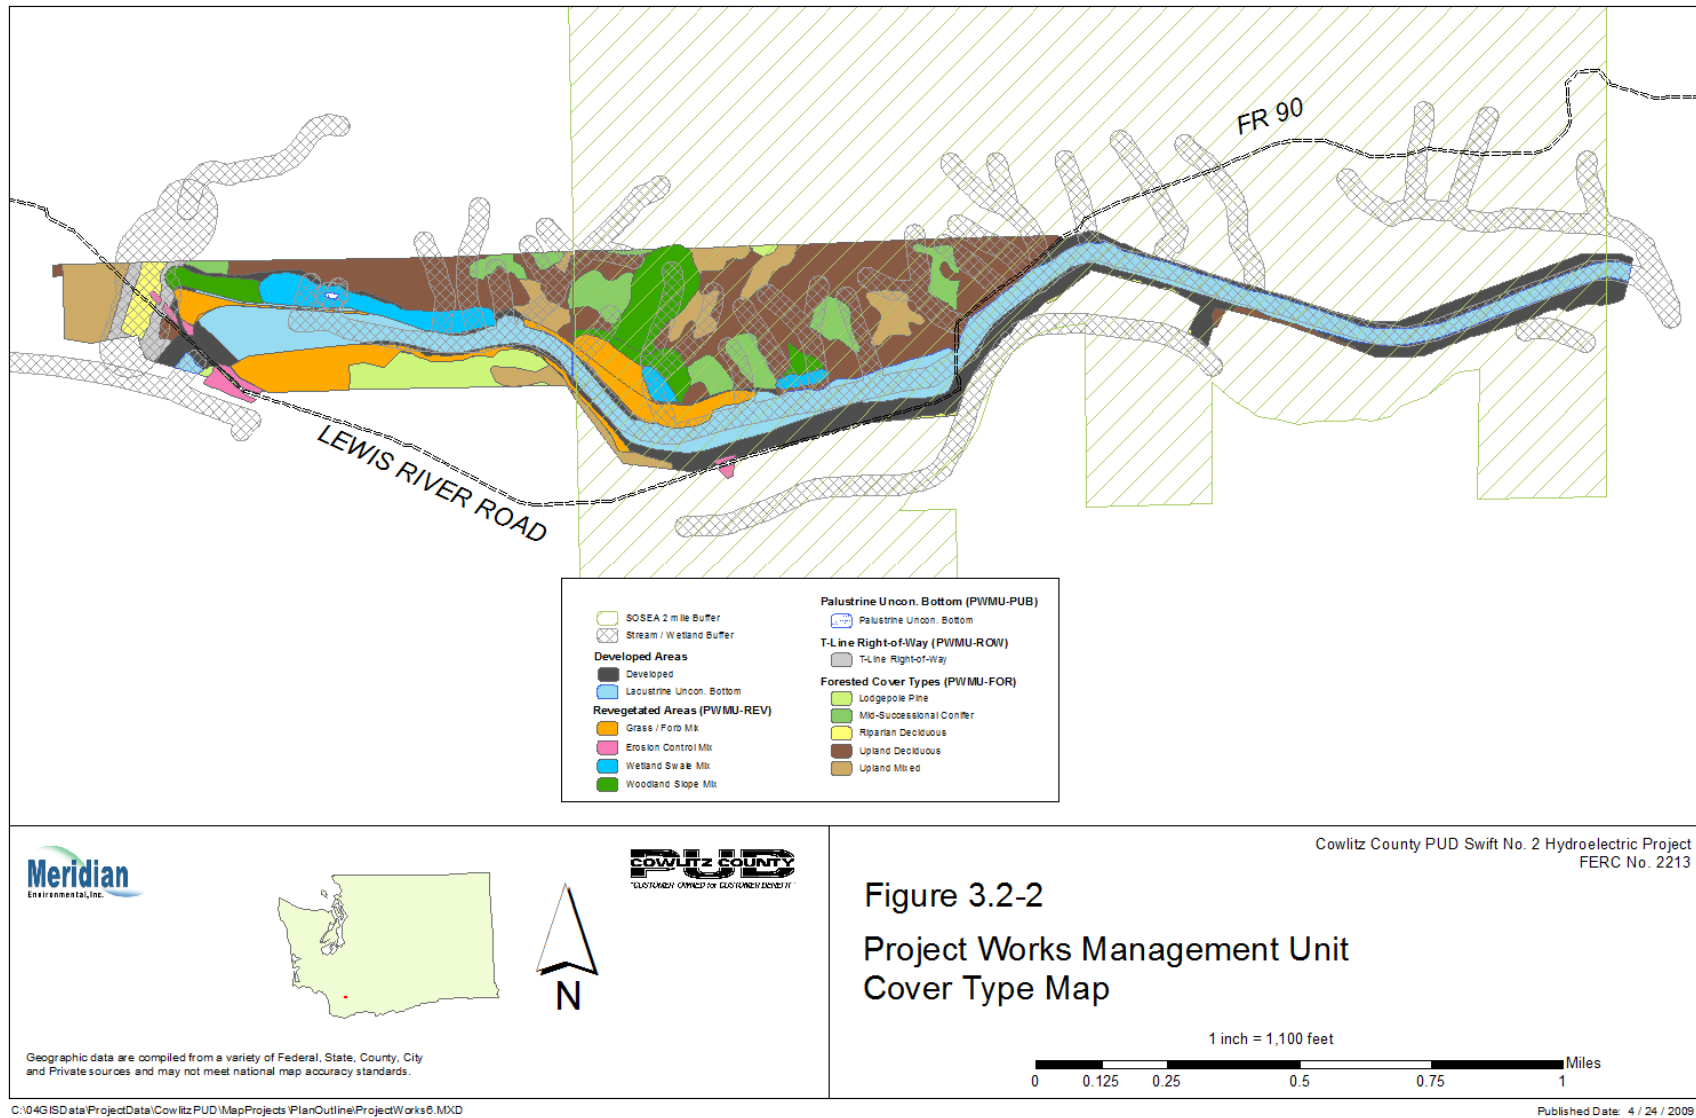 FR 90
LEWIS RIVER ROAD
SOSEA 2 mile Buffer
Stream / Wetland Buffer
Developed Areas
Developed
Lacustrine Uncon. Bottom
Revegetated Areas (PWMU-REV)
Grass / Forb Mix
Erosion Control Mix
Wetland Swale Mix
Woodland Slope Mix
Palustrine Uncon. Bottom (PWMU-PUB)
Palustrine Uncon. Bottom
T-Line Right-of-Way (PWMU-ROW)
T-Line Right-of-Way
Forested Cover Types (PWMU-FOR)
Lodgepole Pine
Mid-Successional Conifer
Riparian Deciduous
Upland Deciduous
Upland Mixed
Meridian
Environmental, Inc.
PUD
COWLITZ COUNTY
"CUSTOMER OWNED for CUSTOMER BENEFIT"
N
Geographic data are compiled from a variety of Federal, State, County, City
and Private sources and may not meet national map accuracy standards.
Cowlitz County PUD Swift No. 2 Hydroelectric Project
FERC No. 2213
Figure 3.2-2
Project Works Management Unit
Cover Type Map
1 inch = 1,100 feet
Miles
0 0.125 0.25 0.5 0.75 1
C:\04GISData\ProjectData\CowlitzPUD\MapProjects\PlanOutline\ProjectWorks6.MXD
Published Date: 4 / 24 / 2009